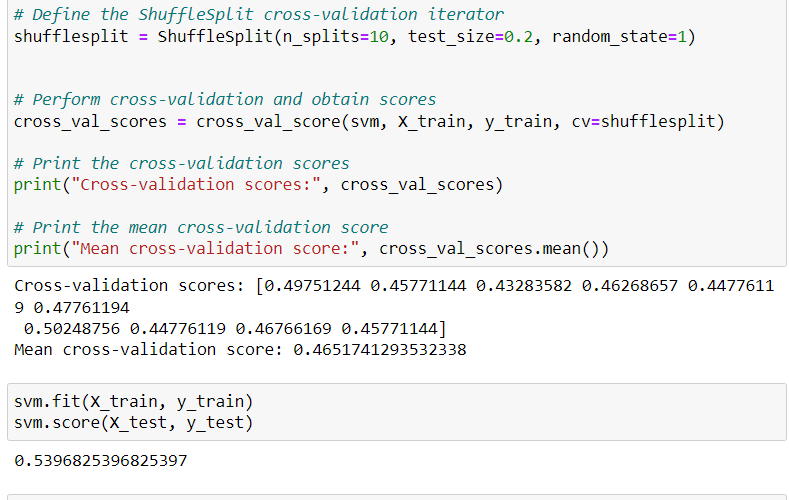 # Define the ShuffleSplit cross-validation iterator
shufflesplit = ShuffleSplit(n_splits=10, test_size=0.2, random_state=1)
# Perform cross-validation and obtain scores
cross_val_scores = cross_val_score(svm, X_train, y_train, cv=shufflesplit)
# Print the cross-validation scores
print("Cross-validation scores:", cross_val_scores)
# Print the mean cross-validation score
print("Mean cross-validation score:", cross_val_scores.mean())
Cross-validation scores: [0.49751244 0.45771144 0.43283582 0.46268657 0.4477611
9 0.47761194
0.50248756 0.44776119 0.46766169 0.45771144]
Mean cross-validation score: 0.4651741293532338
svm.fit(X_train, y_train)
svm.score(X_test, y_test)
0.5396825396825397